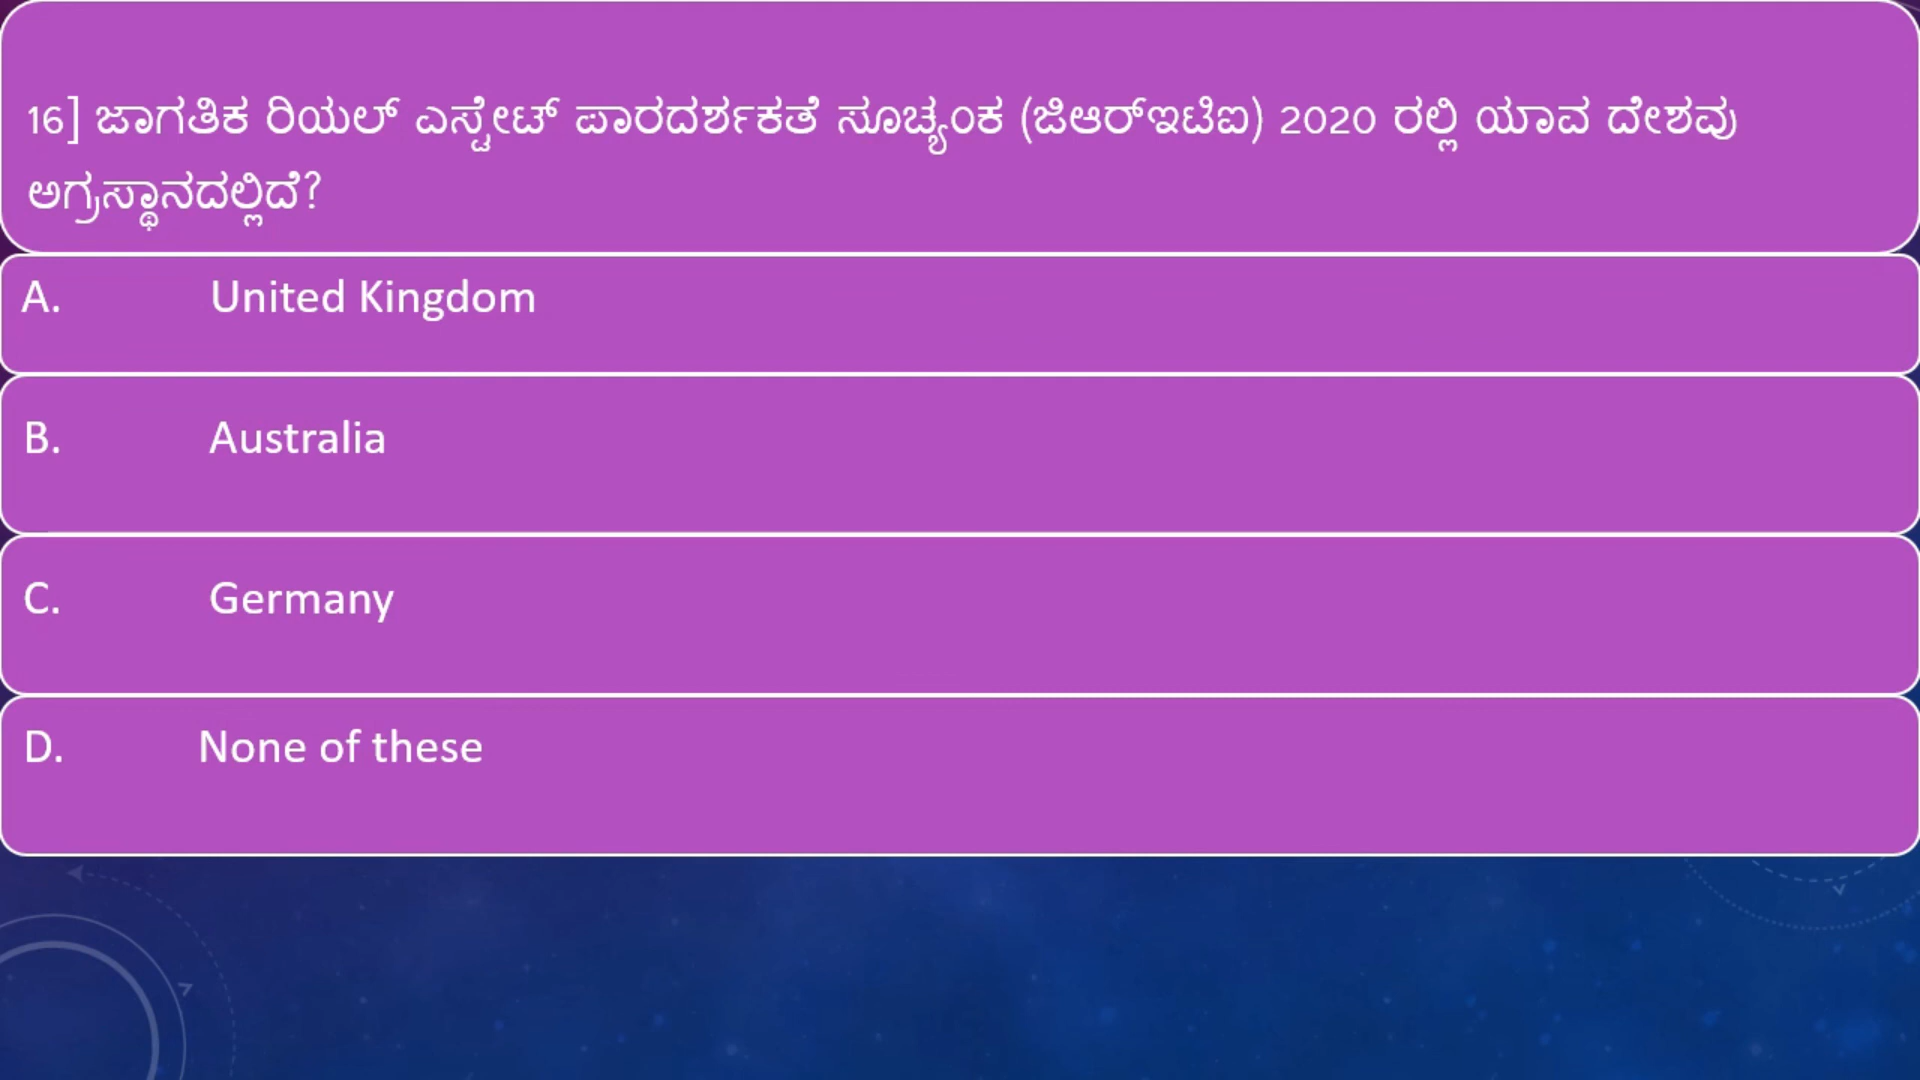 16] ಜಾಗತಿಕ ರಿಯಲ್ ಎಸ್ಟೇಟ್ ಪಾರದರ್ಶಕತೆ ಸೂಚ್ಯಂಕ (ಜಿಆರ್‌ಇಟಿಐ) 2020 ರಲ್ಲಿ ಯಾವ ದೇಶವು
ಅಗ್ರಸ್ಥಾನದಲ್ಲಿದೆ?
A. United Kingdom
B. Australia
C. Germany
D. None of these